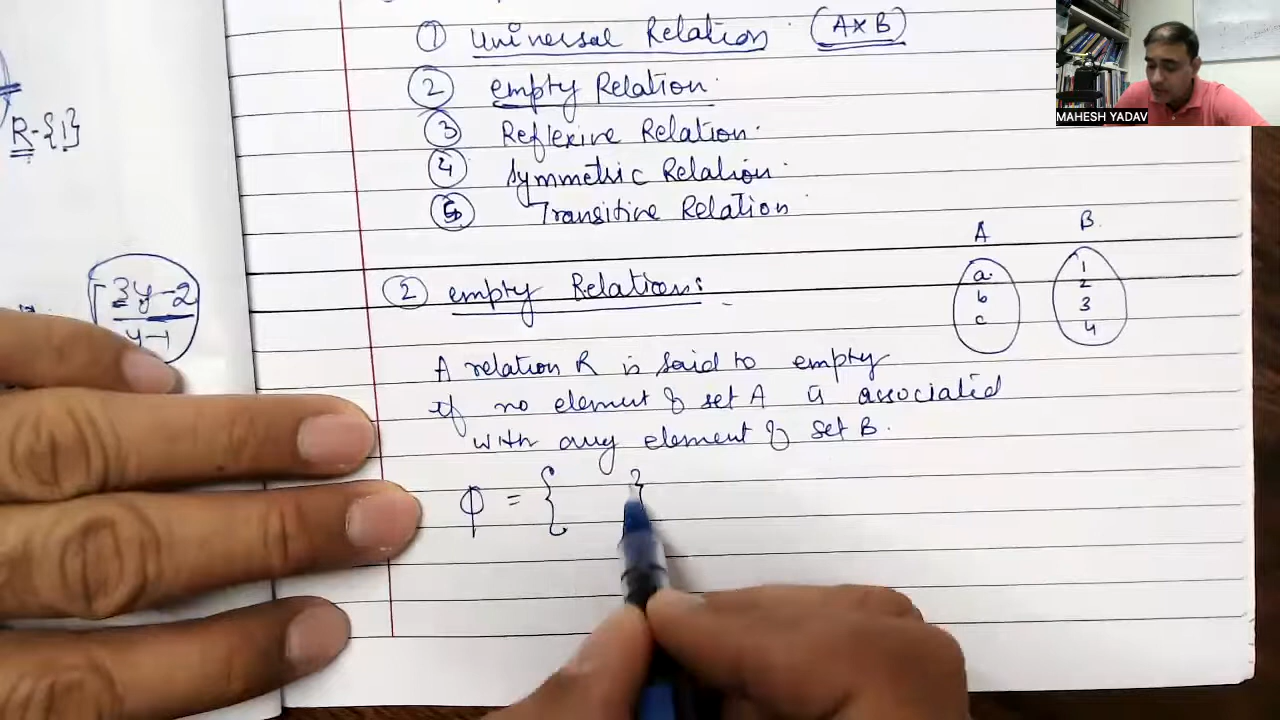 ① Universal Relation (A×B)
② empty Relation.
③ Reflexive Relation.
④ Symmetric Relation.
⑤ Transitive Relation
R-{1}
3y-2
y-1
② empty Relation:
A B
a 1
b 2
c 3
4
A relation R is said to empty
If no element of set A is associated
with any element of set B.
ϕ = { }
MAHESH YADAV